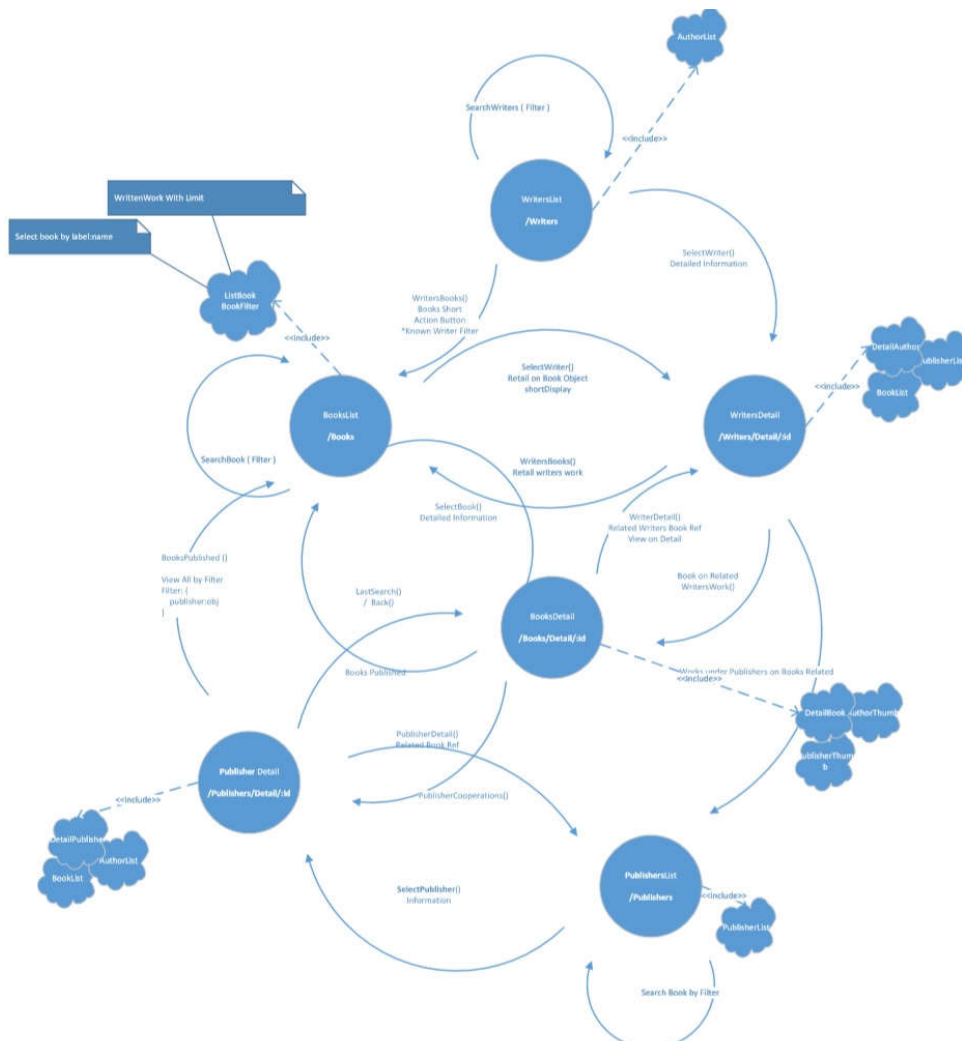 AuthorList
SearchWriters ( Filter )
<<Include>>
WritersList
/Writers
WrittenWork With Limit
Select book by label:name
SelectWriter()
Detailed Information
ListBook
BookFilter
WritersBooks()
Books Short
Action Button
*Known Writer Filter
<<Include>>
DetailAuthor
PublisherList
BookList
<<Include>>
SelectWriter()
Retail on Book Object
shortDisplay
BooksList
/Books
WritersDetail
/Writers/Detail/:id
SearchBook ( Filter )
WritersBooks()
Retail writers work
SelectBook()
Detailed Information
WriterDetail()
Related Writers Book Ref
View on Detail
BooksPublished ()
View All by Filter
Filter: {
publisher:obj
}
LastSearch()
/ Back()
Book on Related
WritersWork()
BooksDetail
/Books/Detail/:id
Books Published
Works under Publishers on Books Related
<<Include>>
DetailBook
AuthorThumb
PublisherThum
b
PublisherDetail()
Related Book Ref
Publisher Detail
/Publishers/Detail/:id
PublisherCooperations()
<<Include>>
DetailPublisher
AuthorList
BookList
SelectPublisher()
Information
PublishersList
/Publishers
<<Include>>
PublisherList
Search Book by Filter